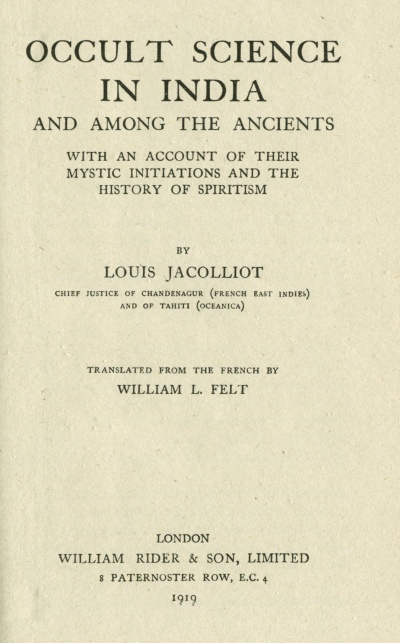 OCCULT SCIENCE
IN INDIA
AND AMONG THE ANCIENTS
WITH AN ACCOUNT OF THEIR
MYSTIC INITIATIONS AND THE
HISTORY OF SPIRITISM
BY
LOUIS JACOLLIOT
CHIEF JUSTICE OF CHANDENAGUR (FRENCH EAST INDIES)
AND OF TAHITI (OCEANICA)
TRANSLATED FROM THE FRENCH BY
WILLIAM L. FELT
LONDON
WILLIAM RIDER & SON, LIMITED
8 PATERNOSTER ROW, E.C. 4
1919